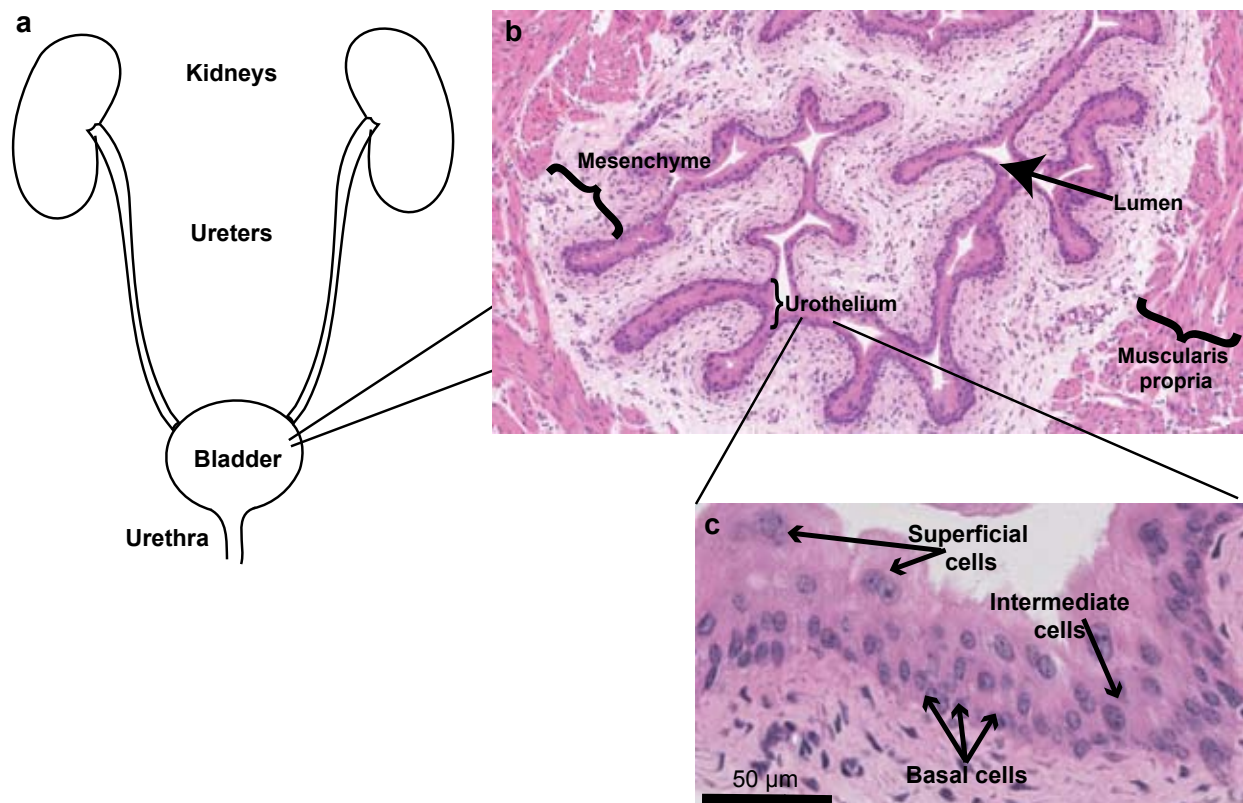 a
Kidneys
Ureters
Bladder
Urethra
b
Mesenchyme
Lumen
Urothelium
Muscularis
propria
c
Superficial
cells
Intermediate
cells
Basal cells
50 µm